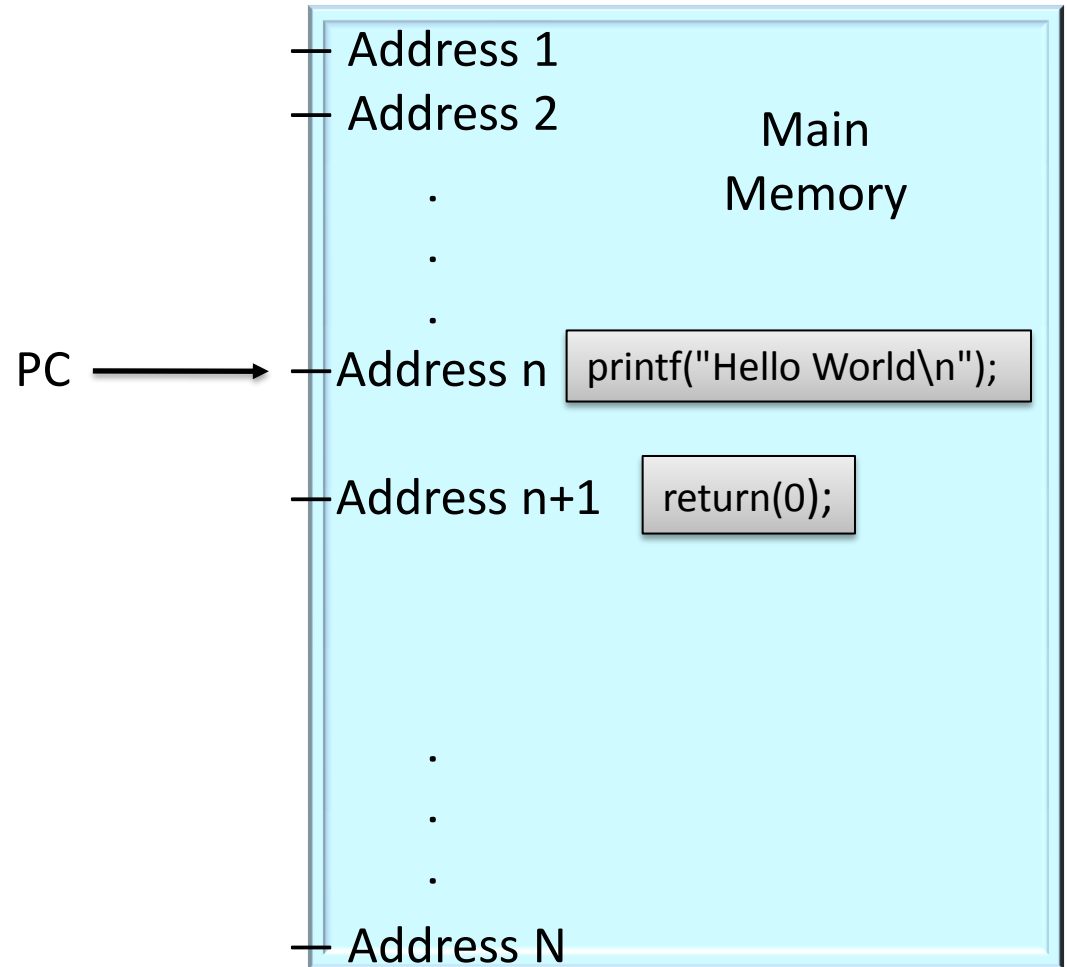 Address 1
Address 2
Main
Memory
.
.
.
PC
Address n
printf("Hello World\n");
Address n+1
return(0);
.
.
.
Address N